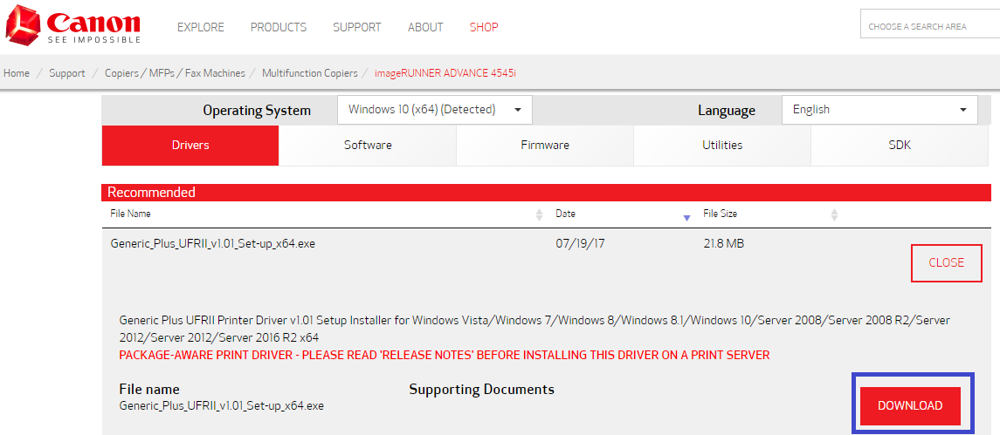 Canon
SEE IMPOSSIBLE
EXPLORE PRODUCTS SUPPORT ABOUT SHOP
CHOOSE A SEARCH AREA
Home / Support / Copiers / MFPs / Fax Machines / Multifunction Copiers / imageRUNNER ADVANCE 4545i
Operating System Windows 10 (x64) (Detected) Language English
Drivers Software Firmware Utilities SDK
Recommended
File Name Date File Size
Generic_Plus_UFRII_v1.01_Set-up_x64.exe 07/19/17 21.8 MB
CLOSE
Generic Plus UFRII Printer Driver v1.01 Setup Installer for Windows Vista/Windows 7/Windows 8/Windows 8.1/Windows 10/Server 2008/Server 2008 R2/Server
2012/Server 2012/Server 2016 R2 x64
PACKAGE-AWARE PRINT DRIVER - PLEASE READ 'RELEASE NOTES' BEFORE INSTALLING THIS DRIVER ON A PRINT SERVER
File name Supporting Documents
Generic_Plus_UFRII_v1.01_Set-up_x64.exe
DOWNLOAD